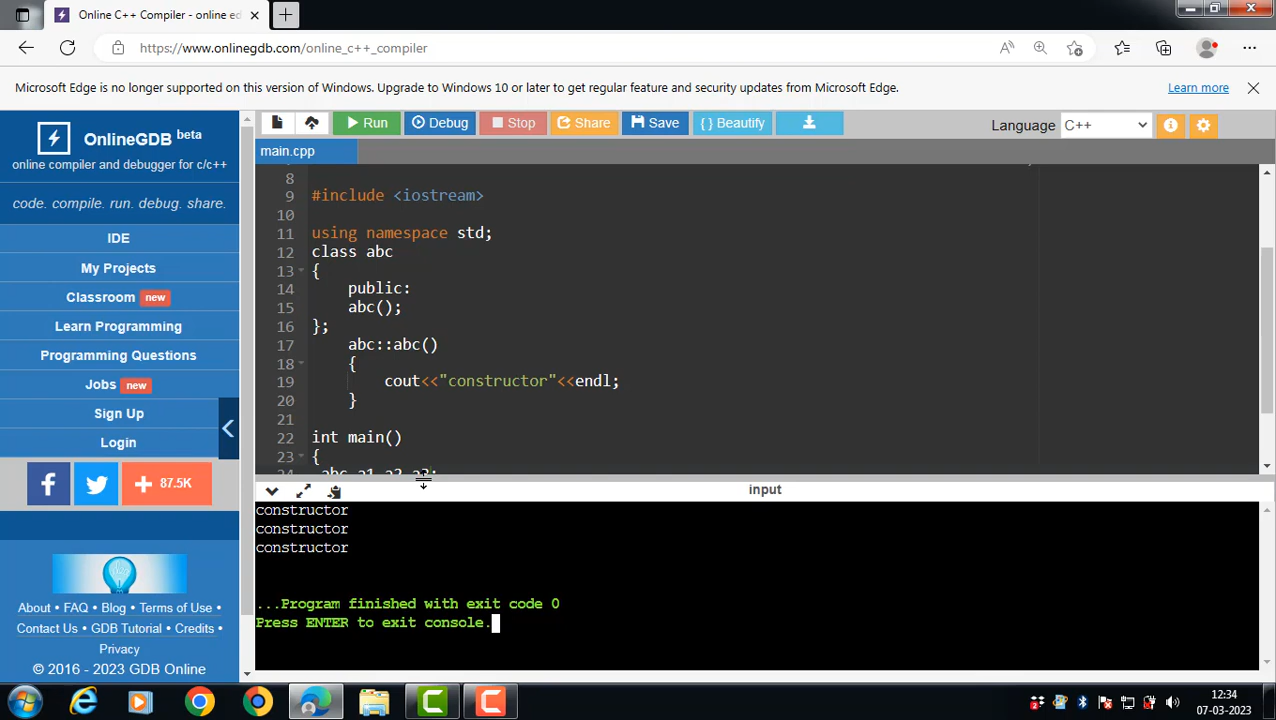 Online C++ Compiler - online ed
https://www.onlinegdb.com/online_c++_compiler
Microsoft Edge is no longer supported on this version of Windows. Upgrade to Windows 10 or later to get regular feature and security updates from Microsoft Edge.
Learn more
OnlineGDB beta
online compiler and debugger for c/c++
code. compile. run. debug. share.
IDE
My Projects
Classroom new
Learn Programming
Programming Questions
Jobs new
Sign Up
Login
f
+ 87.5K
About • FAQ • Blog • Terms of Use •
Contact Us • GDB Tutorial • Credits •
Privacy
© 2016 - 2023 GDB Online
Run Debug Stop Share Save { } Beautify
Language C++
main.cpp
8
9 #include <iostream>
10
11 using namespace std;
12 class abc
13 {
14 public:
15 abc();
16 };
17 abc::abc()
18 {
19 cout<<"constructor"<<endl;
20 }
21
22 int main()
23 {
24 abc a1,a2,a3;
input
constructor
constructor
constructor
...Program finished with exit code 0
Press ENTER to exit console.
12:34
07-03-2023